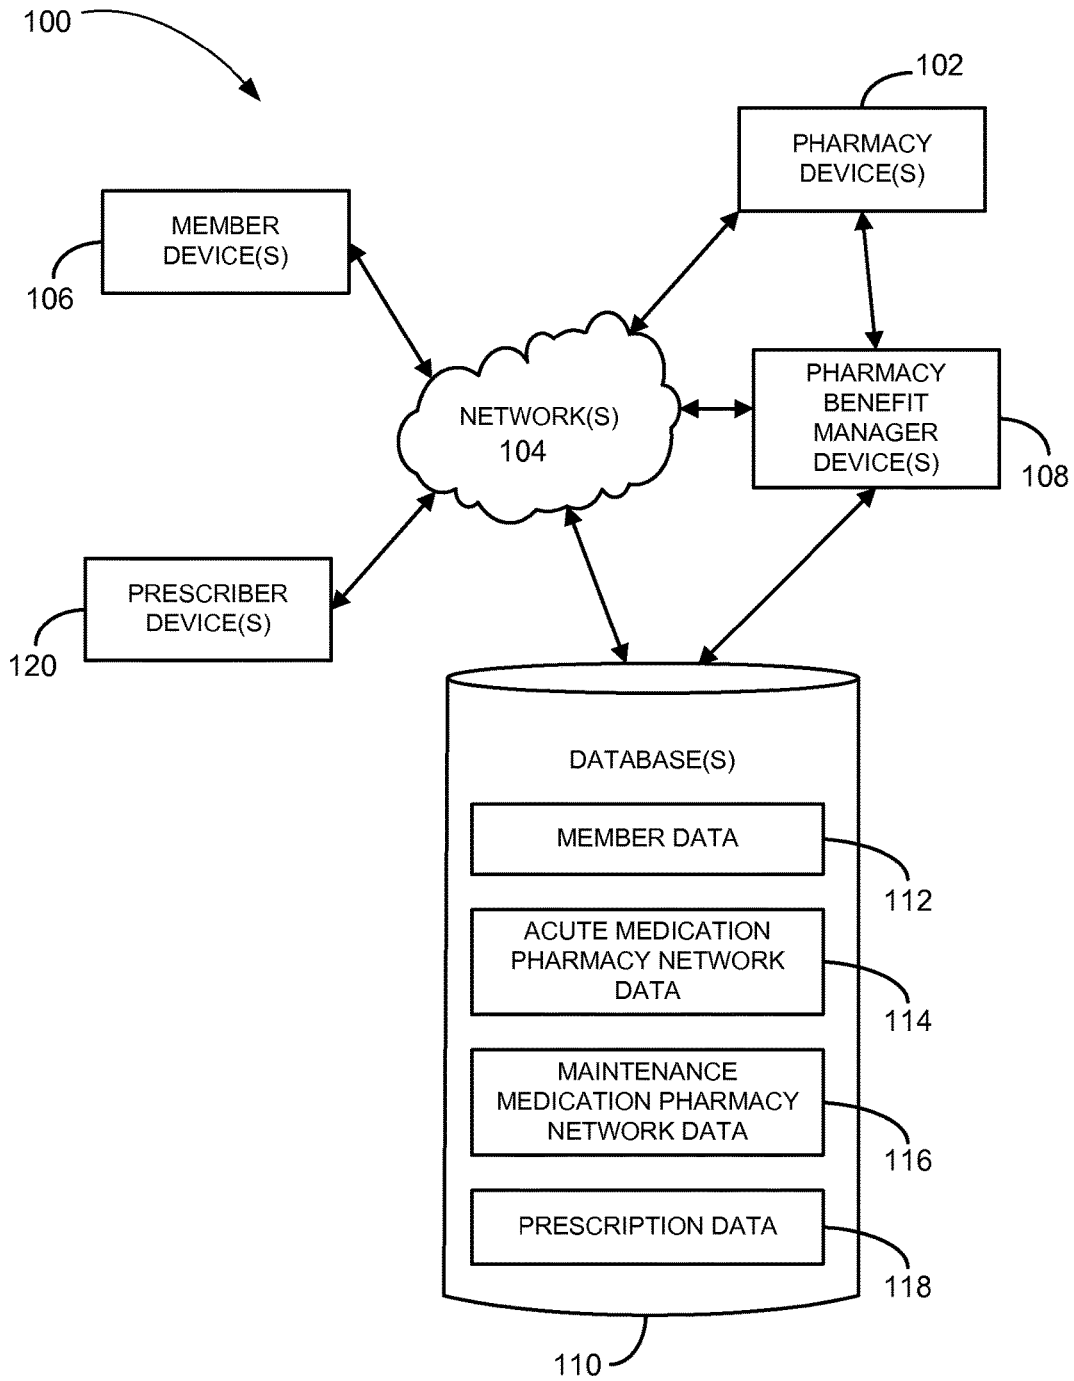 100
102
PHARMACY
DEVICE(S)
MEMBER
DEVICE(S)
106
NETWORK(S)
104
PHARMACY
BENEFIT
MANAGER
DEVICE(S)
108
PRESCRIBER
DEVICE(S)
120
DATABASE(S)
MEMBER DATA
112
ACUTE MEDICATION
PHARMACY NETWORK
DATA
114
MAINTENANCE
MEDICATION PHARMACY
NETWORK DATA
116
PRESCRIPTION DATA
118
110